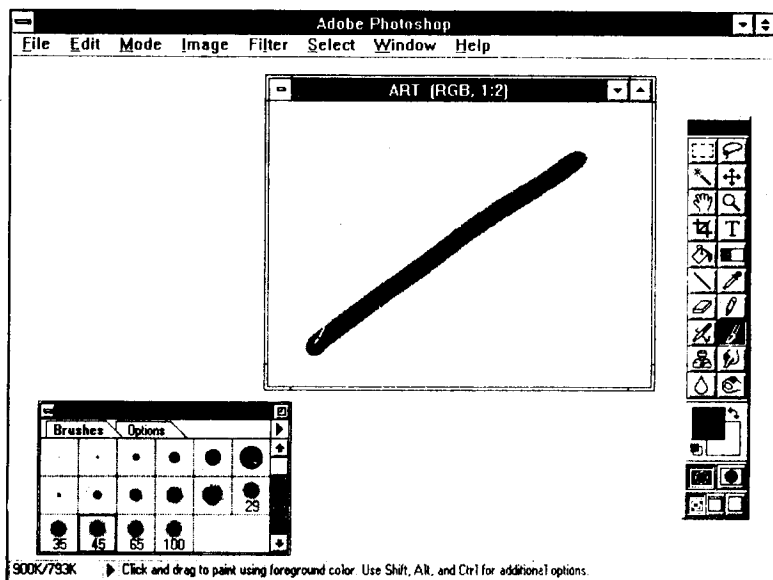 Adobe Photoshop
File Edit Mode Image Filter Select Window Help
ART (RGB, 1:2)
T
Brushes Options
29
35 45 65 100
900K/793K Click and drag to paint using foreground color. Use Shift, Alt, and Ctrl for additional options.